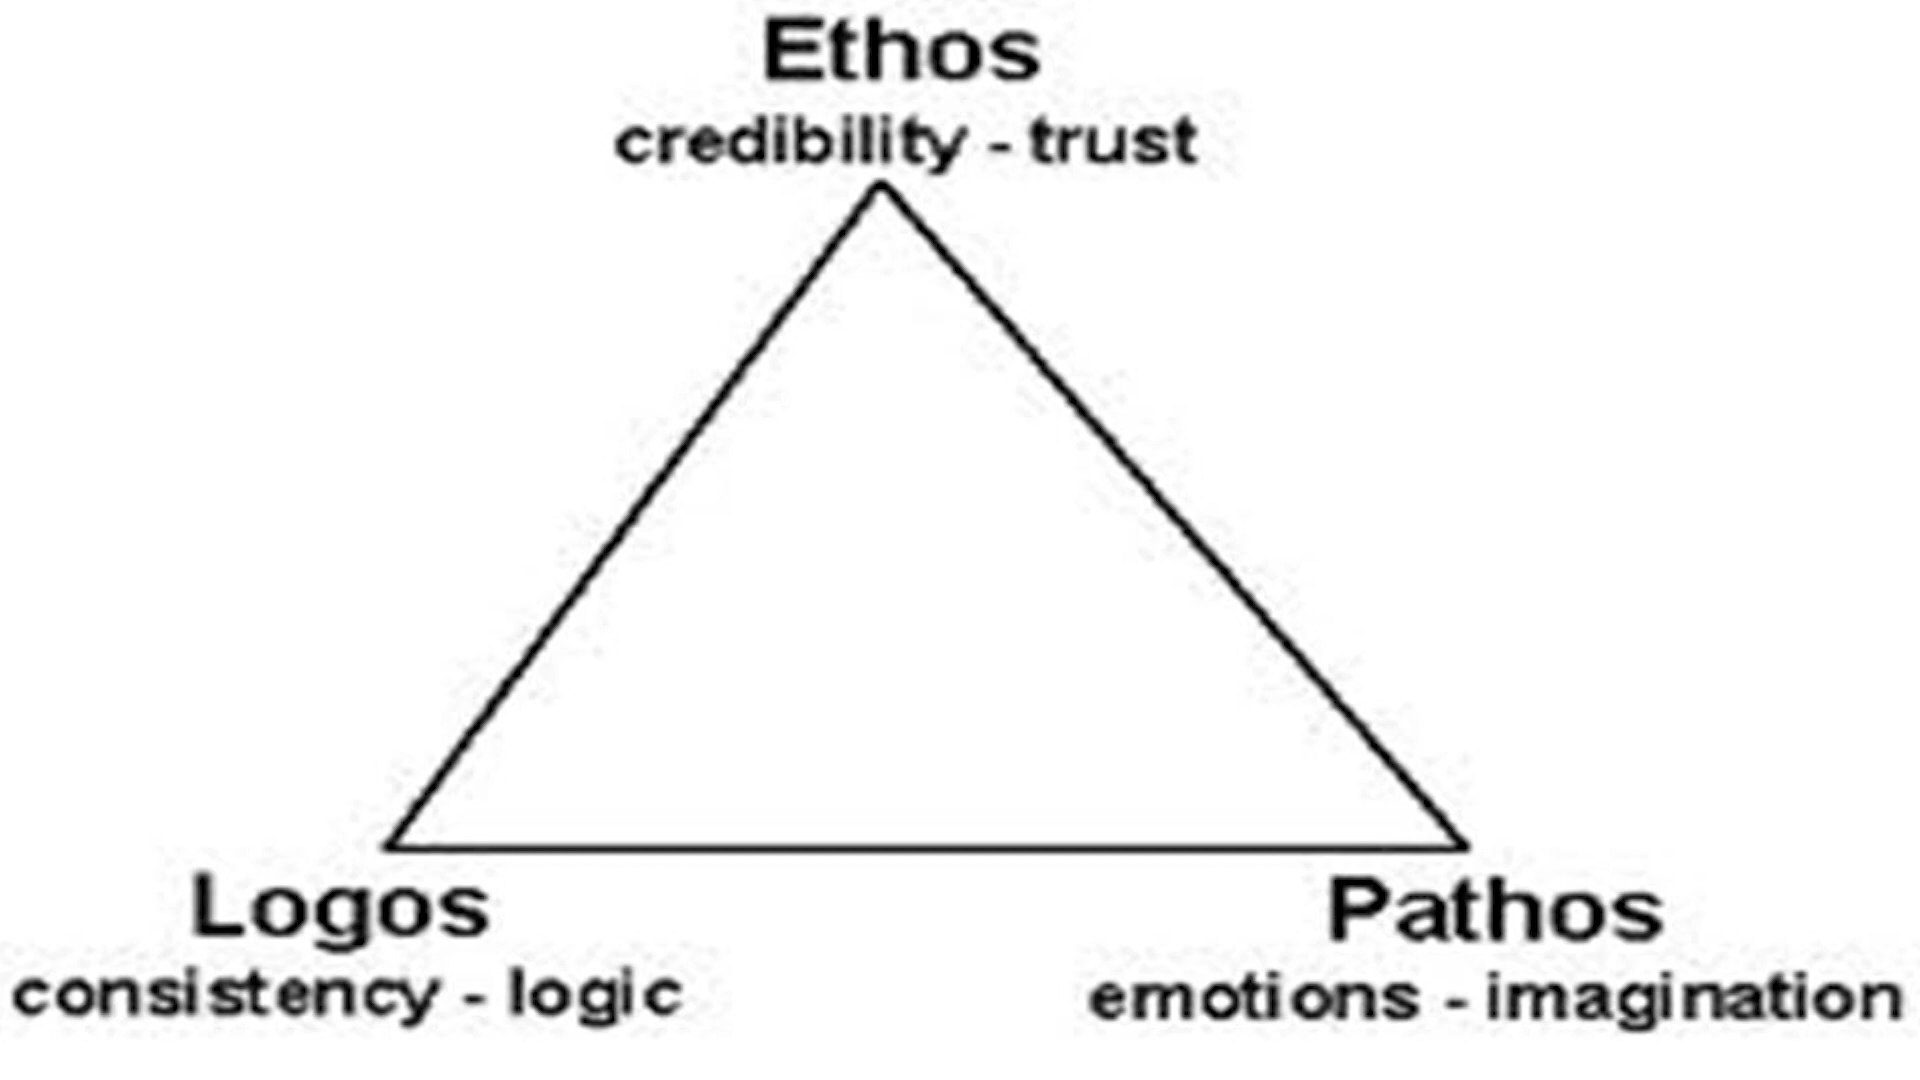 Ethos
credibility - trust
Logos
consistency - logic
Pathos
emotions - imagination